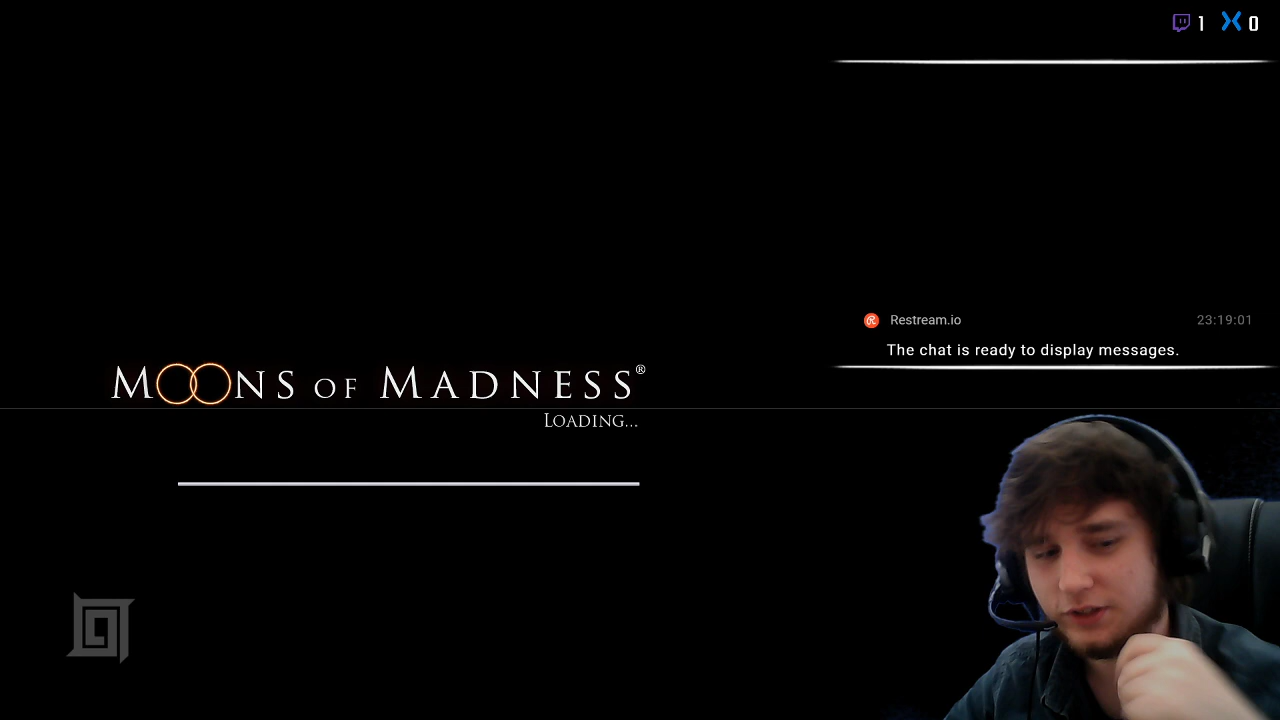 1 0
Restream.io 23:19:01
The chat is ready to display messages.
MOONS OF MADNESS®
LOADING...